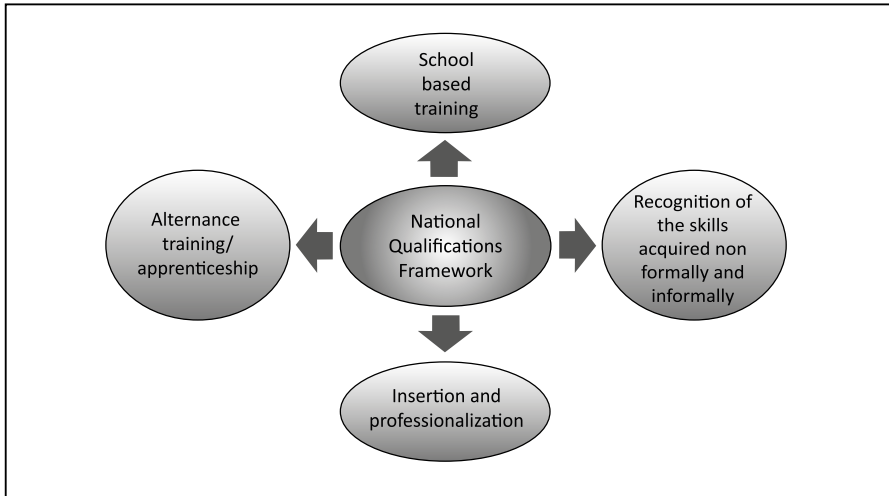 School
based
training
Alternance
training/
apprenticeship
National
Qualifications
Framework
Recognition of
the skills
acquired non
formally and
informally
Insertion and
professionalization